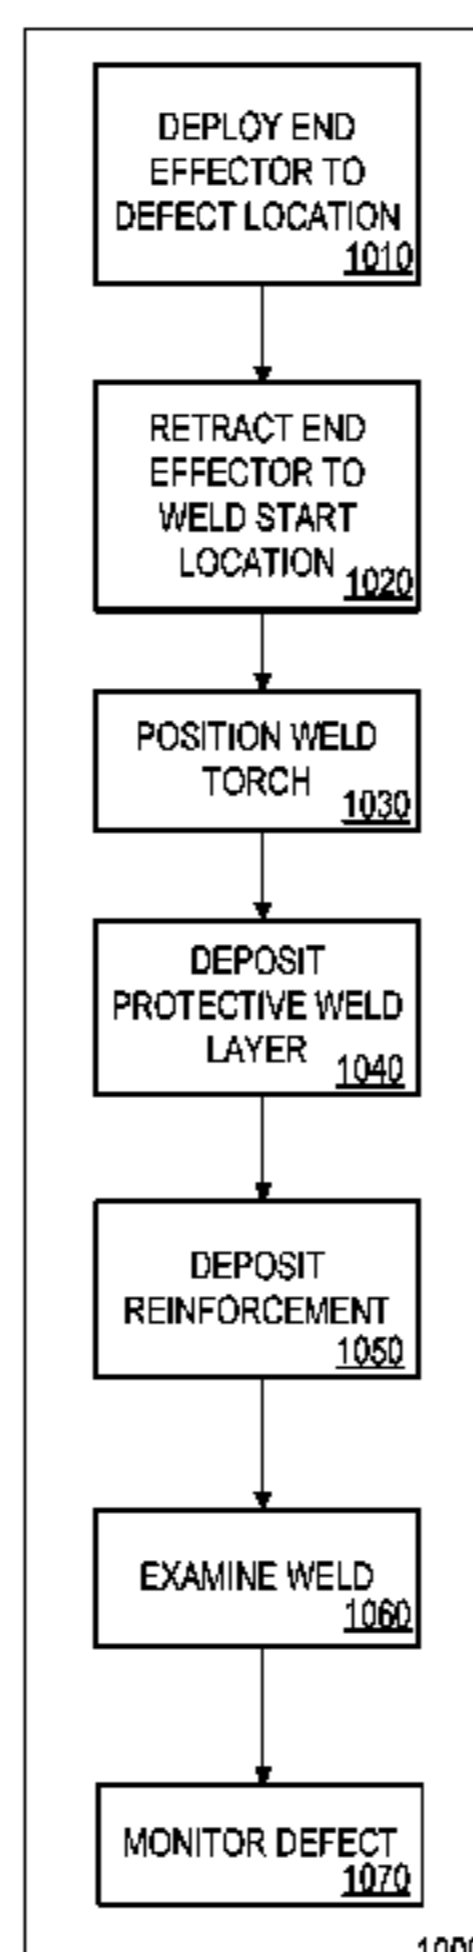 DEPLOY END
EFFECTOR TO
DEFECT LOCATION
1010
RETRACT END
EFFECTOR TO
WELD START
LOCATION
1020
POSITION WELD
TORCH
1030
DEPOSIT
PROTECTIVE WELD
LAYER
1040
DEPOSIT
REINFORCEMENT
1050
EXAMINE WELD
1060
MONITOR DEFECT
1070